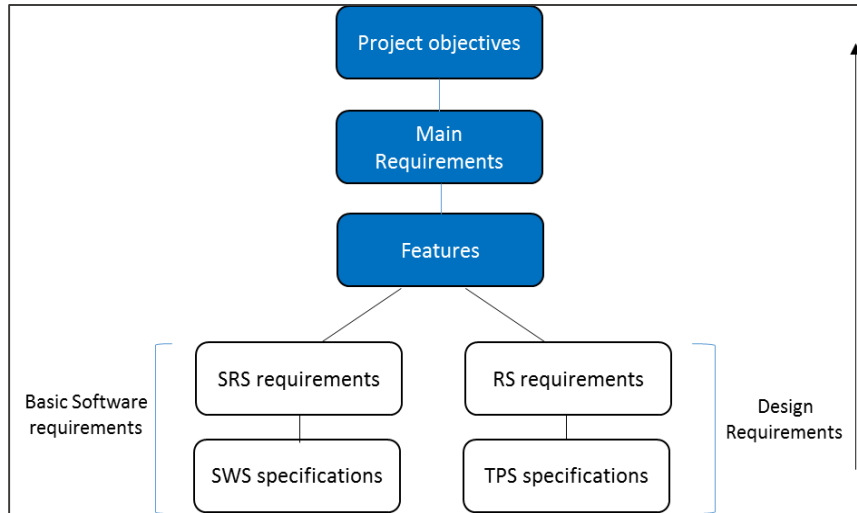 Project objectives
Main
Requirements
Features
SRS requirements
RS requirements
Basic Software
requirements
Design
Requirements
SWS specifications
TPS specifications